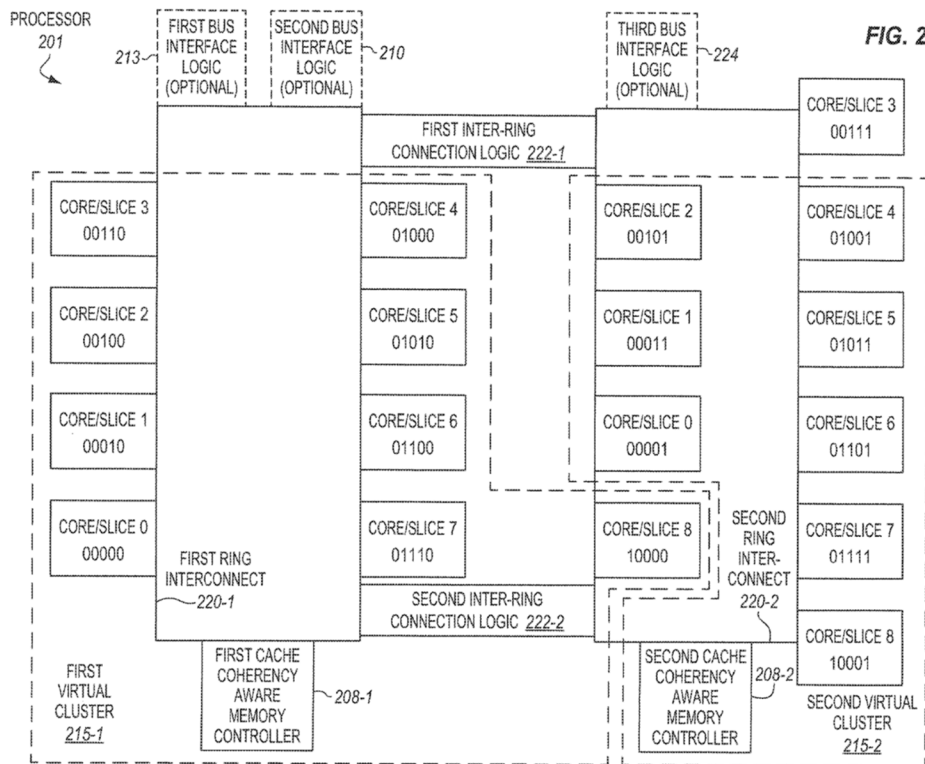 PROCESSOR
201
213
FIRST BUS
INTERFACE
LOGIC
(OPTIONAL)
SECOND BUS
INTERFACE
LOGIC
(OPTIONAL)
210
THIRD BUS
INTERFACE
LOGIC
(OPTIONAL)
224
FIG. 2
CORE/SLICE 3
00111
FIRST INTER-RING
CONNECTION LOGIC 222-1
CORE/SLICE 3
00110
CORE/SLICE 4
01000
CORE/SLICE 2
00101
CORE/SLICE 4
01001
CORE/SLICE 2
00100
CORE/SLICE 5
01010
CORE/SLICE 1
00011
CORE/SLICE 5
01011
CORE/SLICE 1
00010
CORE/SLICE 6
01100
CORE/SLICE 0
00001
CORE/SLICE 6
01101
CORE/SLICE 0
00000
FIRST RING
INTERCONNECT
220-1
CORE/SLICE 7
01110
CORE/SLICE 8
10000
SECOND
RING
INTER-
CONNECT
220-2
CORE/SLICE 7
01111
SECOND INTER-RING
CONNECTION LOGIC 222-2
CORE/SLICE 8
10001
FIRST
VIRTUAL
CLUSTER
215-1
FIRST CACHE
COHERENCY
AWARE
MEMORY
CONTROLLER
208-1
SECOND CACHE
COHERENCY
AWARE
MEMORY
CONTROLLER
208-2
SECOND VIRTUAL
CLUSTER
215-2